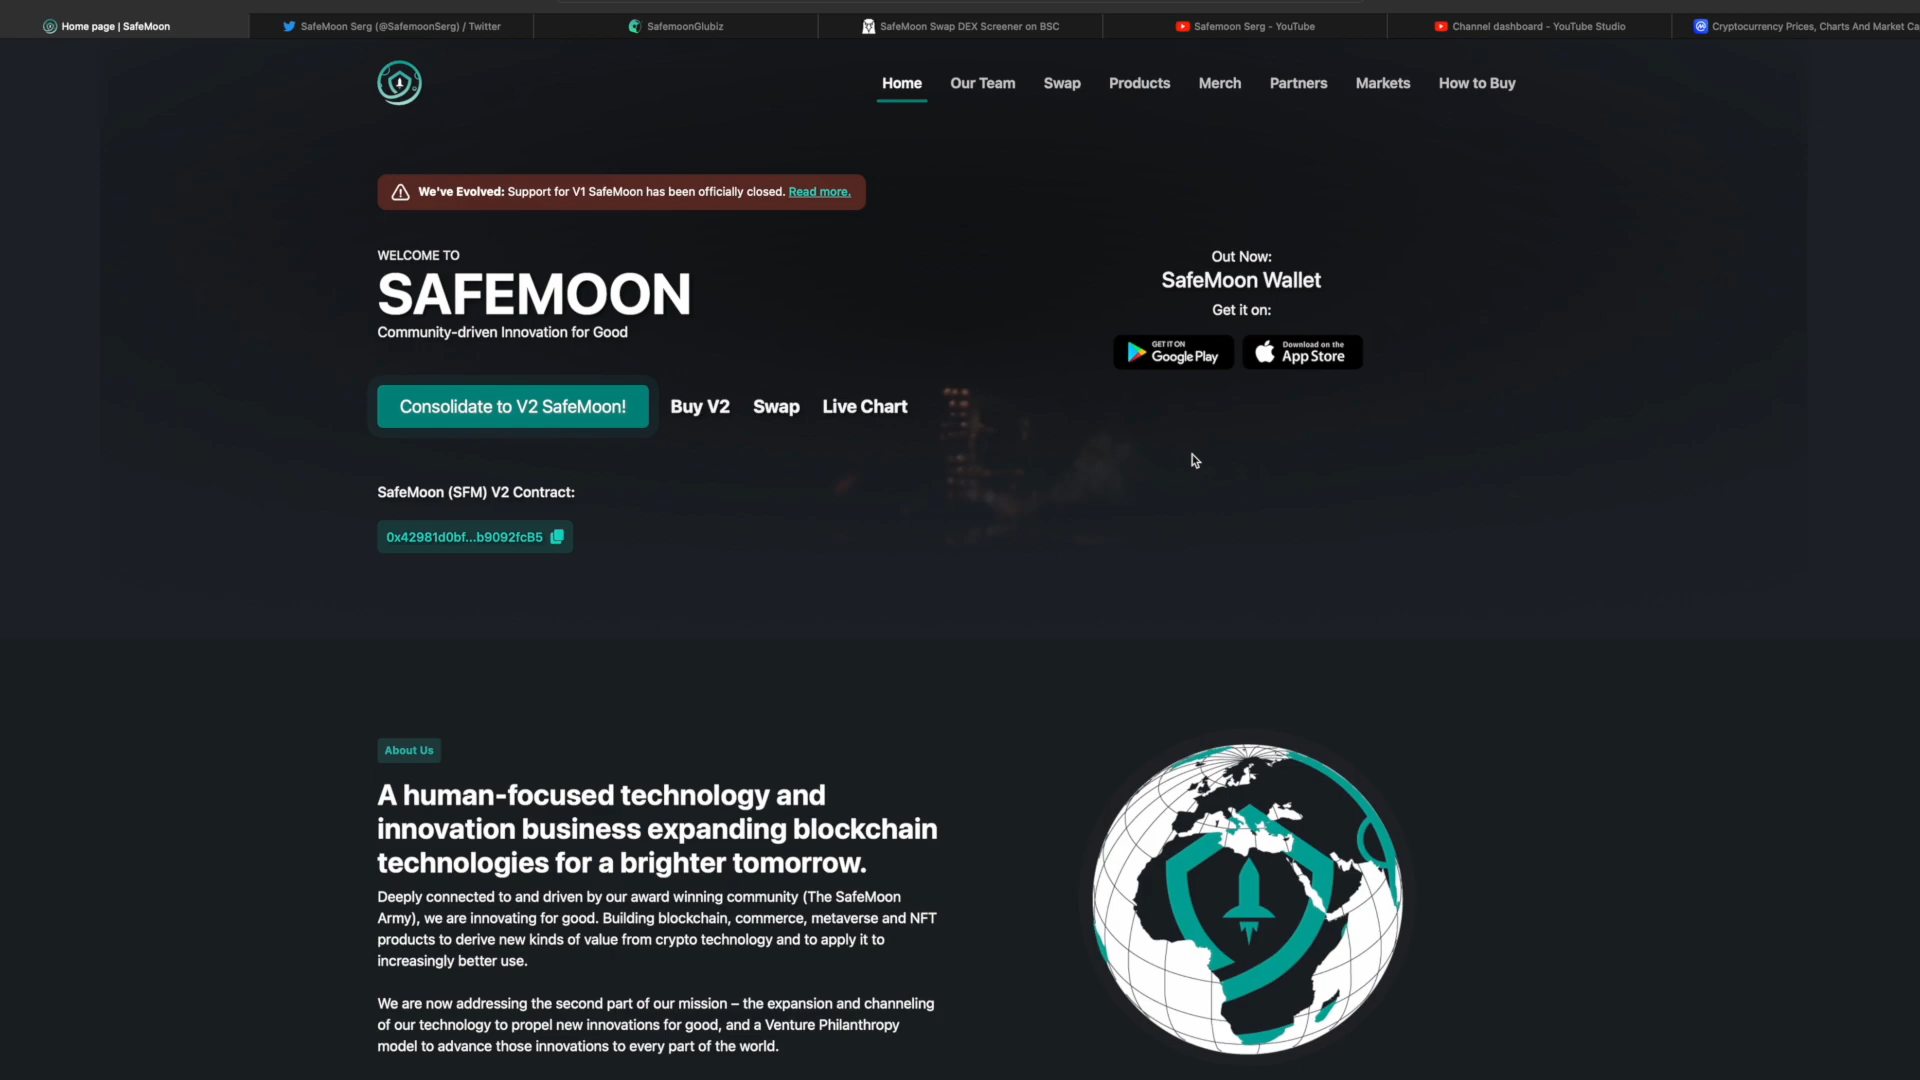 Home page | SafeMoon
SafeMoon Serg (@SafemoonSerg) / Twitter
SafemoonGlubiz
SafeMoon Swap DEX Screener on BSC
Safemoon Serg - YouTube
Channel dashboard - YouTube Studio
Cryptocurrency Prices, Charts And Market Ca
Home
Our Team
Swap
Products
Merch
Partners
Markets
How to Buy
We've Evolved: Support for V1 SafeMoon has been officially closed. Read more.
WELCOME TO
SAFEMOON
Community-driven Innovation for Good
Out Now:
SafeMoon Wallet
Get it on:
GET IT ON
Google Play
Download on the
App Store
Consolidate to V2 SafeMoon!
Buy V2
Swap
Live Chart
SafeMoon (SFM) V2 Contract:
0x42981d0bf...b9092fcB5
About Us
A human-focused technology and
innovation business expanding blockchain
technologies for a brighter tomorrow.
Deeply connected to and driven by our award winning community (The SafeMoon
Army), we are innovating for good. Building blockchain, commerce, metaverse and NFT
products to derive new kinds of value from crypto technology and to apply it to
increasingly better use.
We are now addressing the second part of our mission – the expansion and channeling
of our technology to propel new innovations for good, and a Venture Philanthropy
model to advance those innovations to every part of the world.